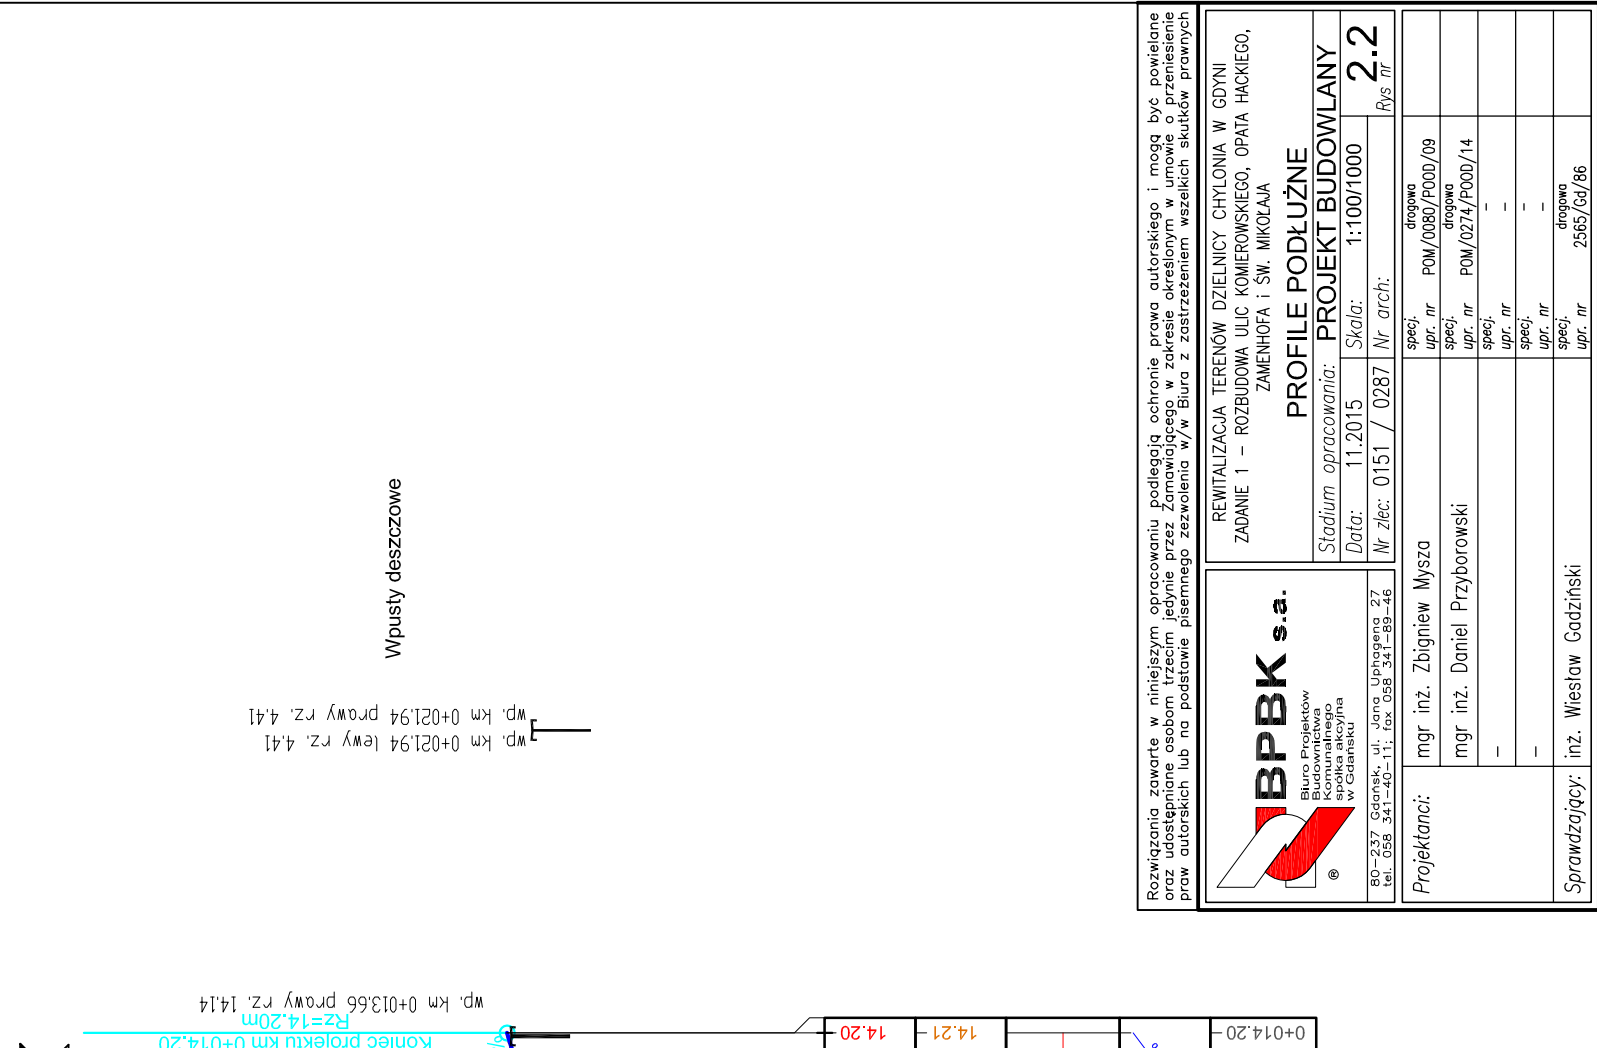 Rozwiązania zawarte w niniejszym opracowaniu podlegają ochronie prawa autorskiego i mogą być powielane
oraz udostępniane osobom trzecim jedynie przez Zamawiającego w zakresie określonym w umowie o przeniesienie
praw autorskich lub na podstawie pisemnego zezwolenia w/w Biura z zastrzeżeniem wszelkich skutków prawnych
BPBK s.a.
Biuro Projektów
Budownictwa
Komunalnego
spółka akcyjna
w Gdańsku
®
80-237 Gdańsk, ul. Jana Uphagena 27
tel. 058 341-40-11; fax 058 341-89-46
REWITALIZACJA TERENÓW DZIELNICY CHYLONIA W GDYNI
ZADANIE 1 - ROZBUDOWA ULIC KOMIEROWSKIEGO, OPATA HACKIEGO,
ZAMENHOFA i ŚW. MIKOŁAJA
PROFILE PODŁUŻNE
Stadium opracowania: PROJEKT BUDOWLANY
Data: 11.2015 Skala: 1:100/1000
Nr zlec: 0151 / 0287 Nr arch:
Rys nr 2.2
Projektanci: mgr inż. Zbigniew Mysza specj. drogowa
upr. nr POM/0080/POOD/09
mgr inż. Daniel Przyborowski specj. drogowa
upr. nr POM/0274/POOD/14
- specj. -
upr. nr -
- specj. -
upr. nr -
Sprawdzający: inż. Wiesław Gadziński specj. drogowa
upr. nr 2565/Gd/86
Wpusty deszczowe
wp. km 0+021.94 lewy rz. 4.41
wp. km 0+021.94 prawy rz. 4.41
Koniec projektu km 0+014.20
Rz=14.20m
wp. km 0+013.66 prawy rz. 14.14
14.20
14.21
0+014.20